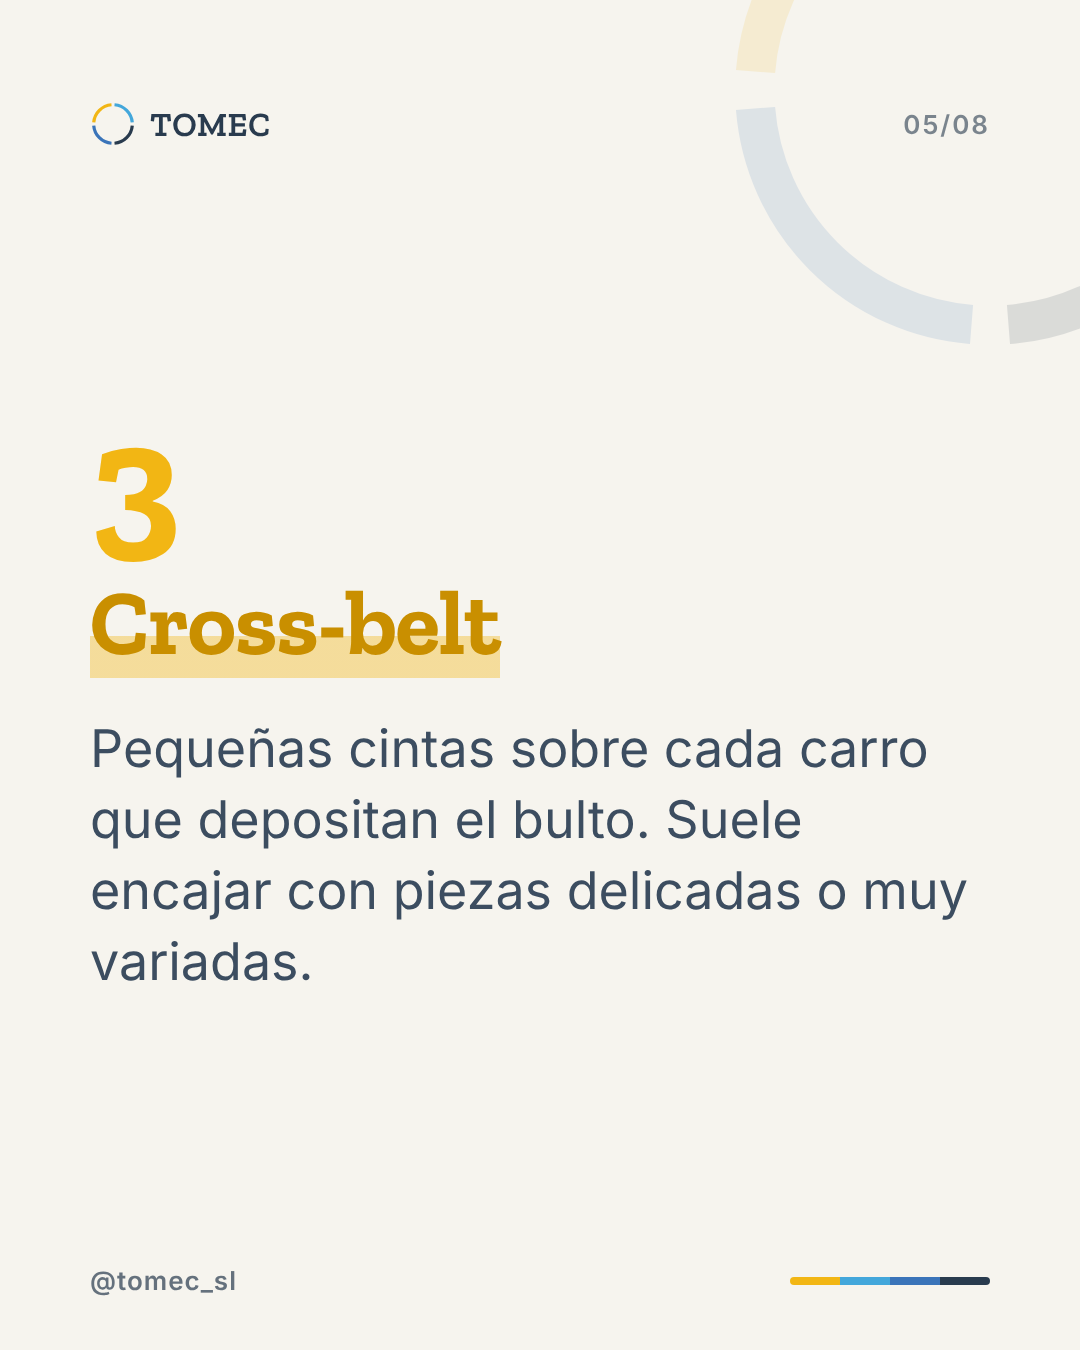 TOMEC
05/08
3
Cross-belt
Pequeñas cintas sobre cada carro
que depositan el bulto. Suele
encajar con piezas delicadas o muy
variadas.
@tomec_sl